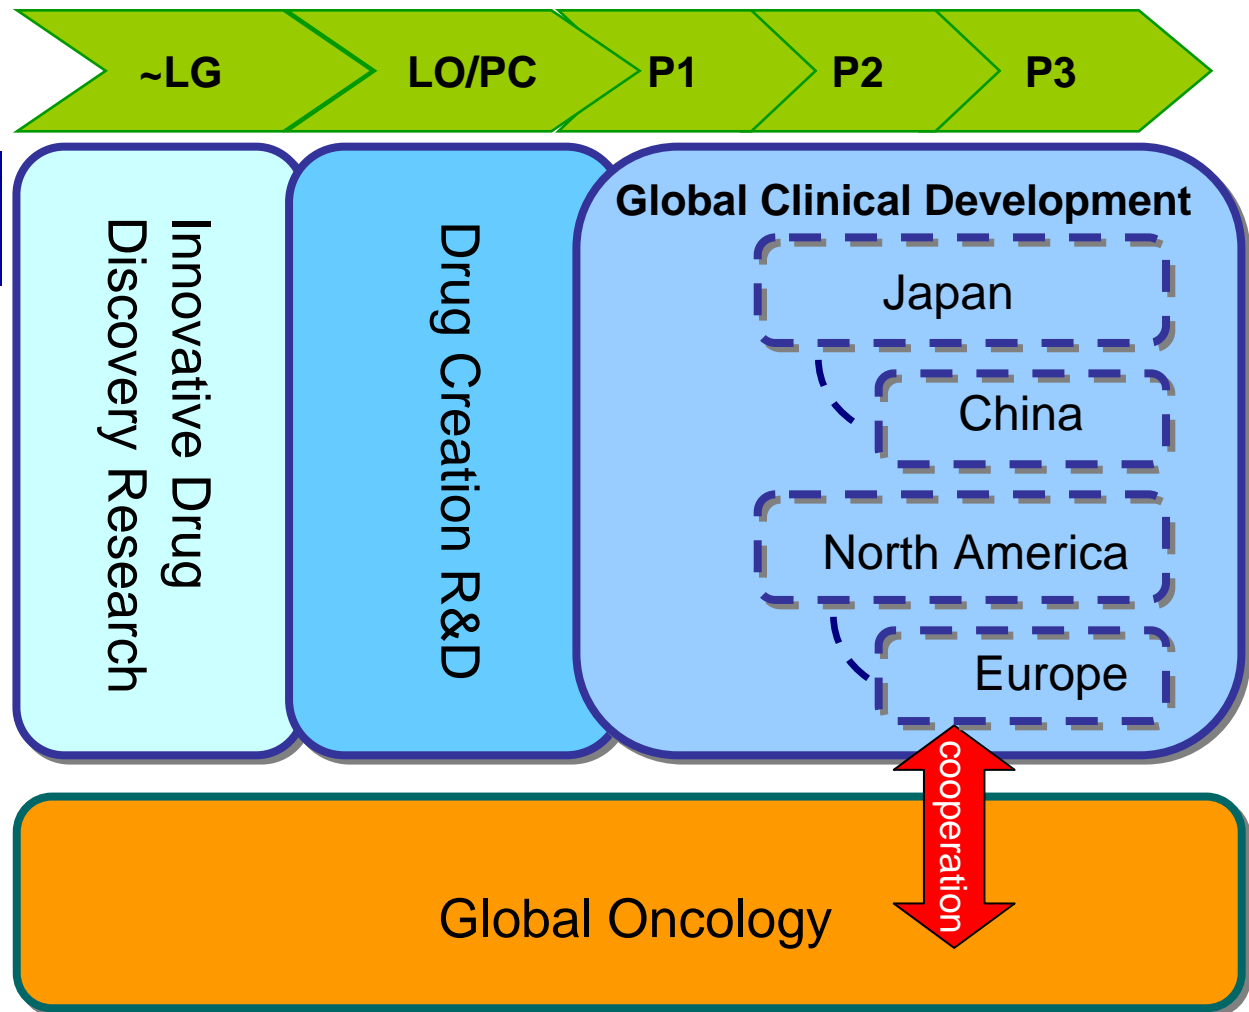 ~LG
LO/PC
P1
P2
P3
Innovative Drug
Discovery Research
Drug Creation R&D
Global Clinical Development
Japan
China
North America
Europe
cooperation
Global Oncology